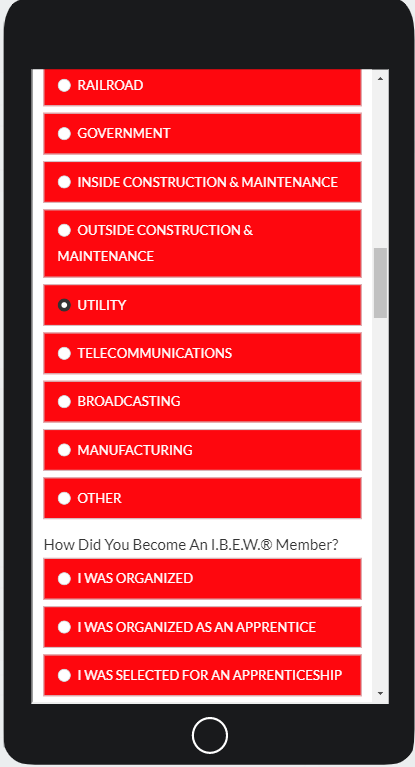 RAILROAD
GOVERNMENT
INSIDE CONSTRUCTION & MAINTENANCE
OUTSIDE CONSTRUCTION &
MAINTENANCE
UTILITY
TELECOMMUNICATIONS
BROADCASTING
MANUFACTURING
OTHER
How Did You Become An I.B.E.W.® Member?
I WAS ORGANIZED
I WAS ORGANIZED AS AN APPRENTICE
I WAS SELECTED FOR AN APPRENTICESHIP